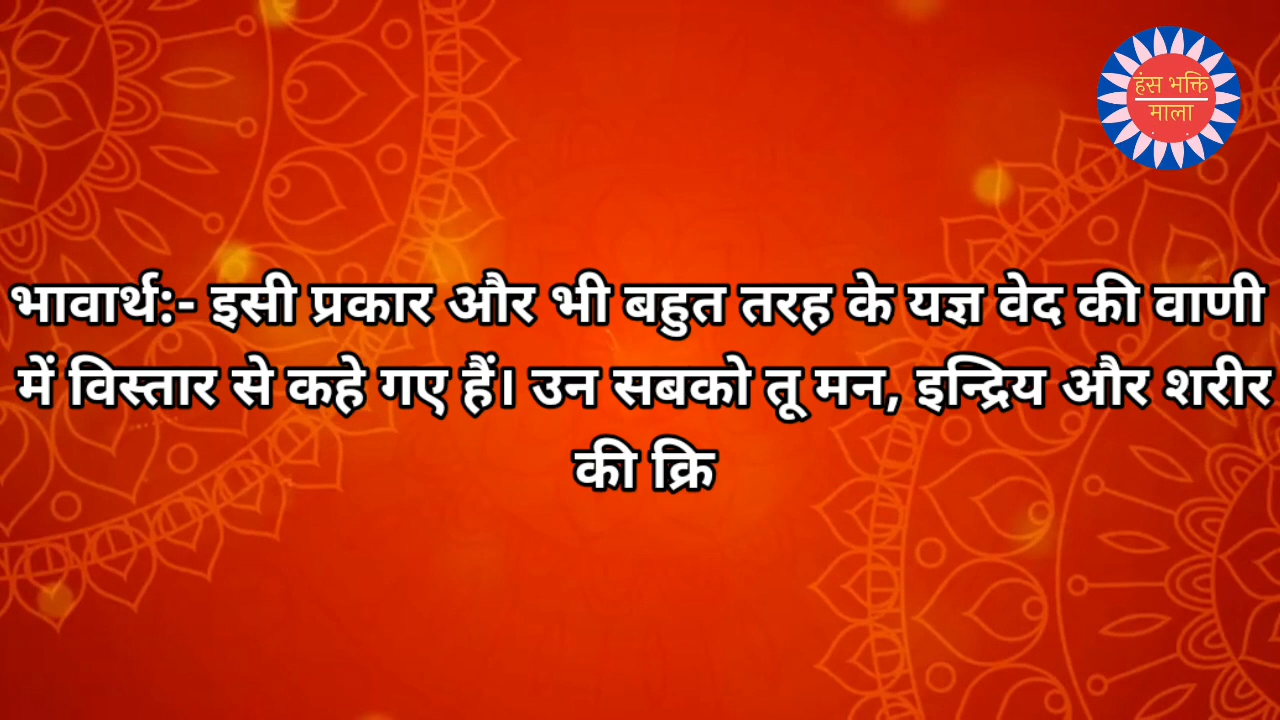 हंस भक्ति
माला
भावार्थ:- इसी प्रकार और भी बहुत तरह के यज्ञ वेद की वाणी
में विस्तार से कहे गए हैं। उन सबको तू मन, इन्द्रिय और शरीर
की क्रि